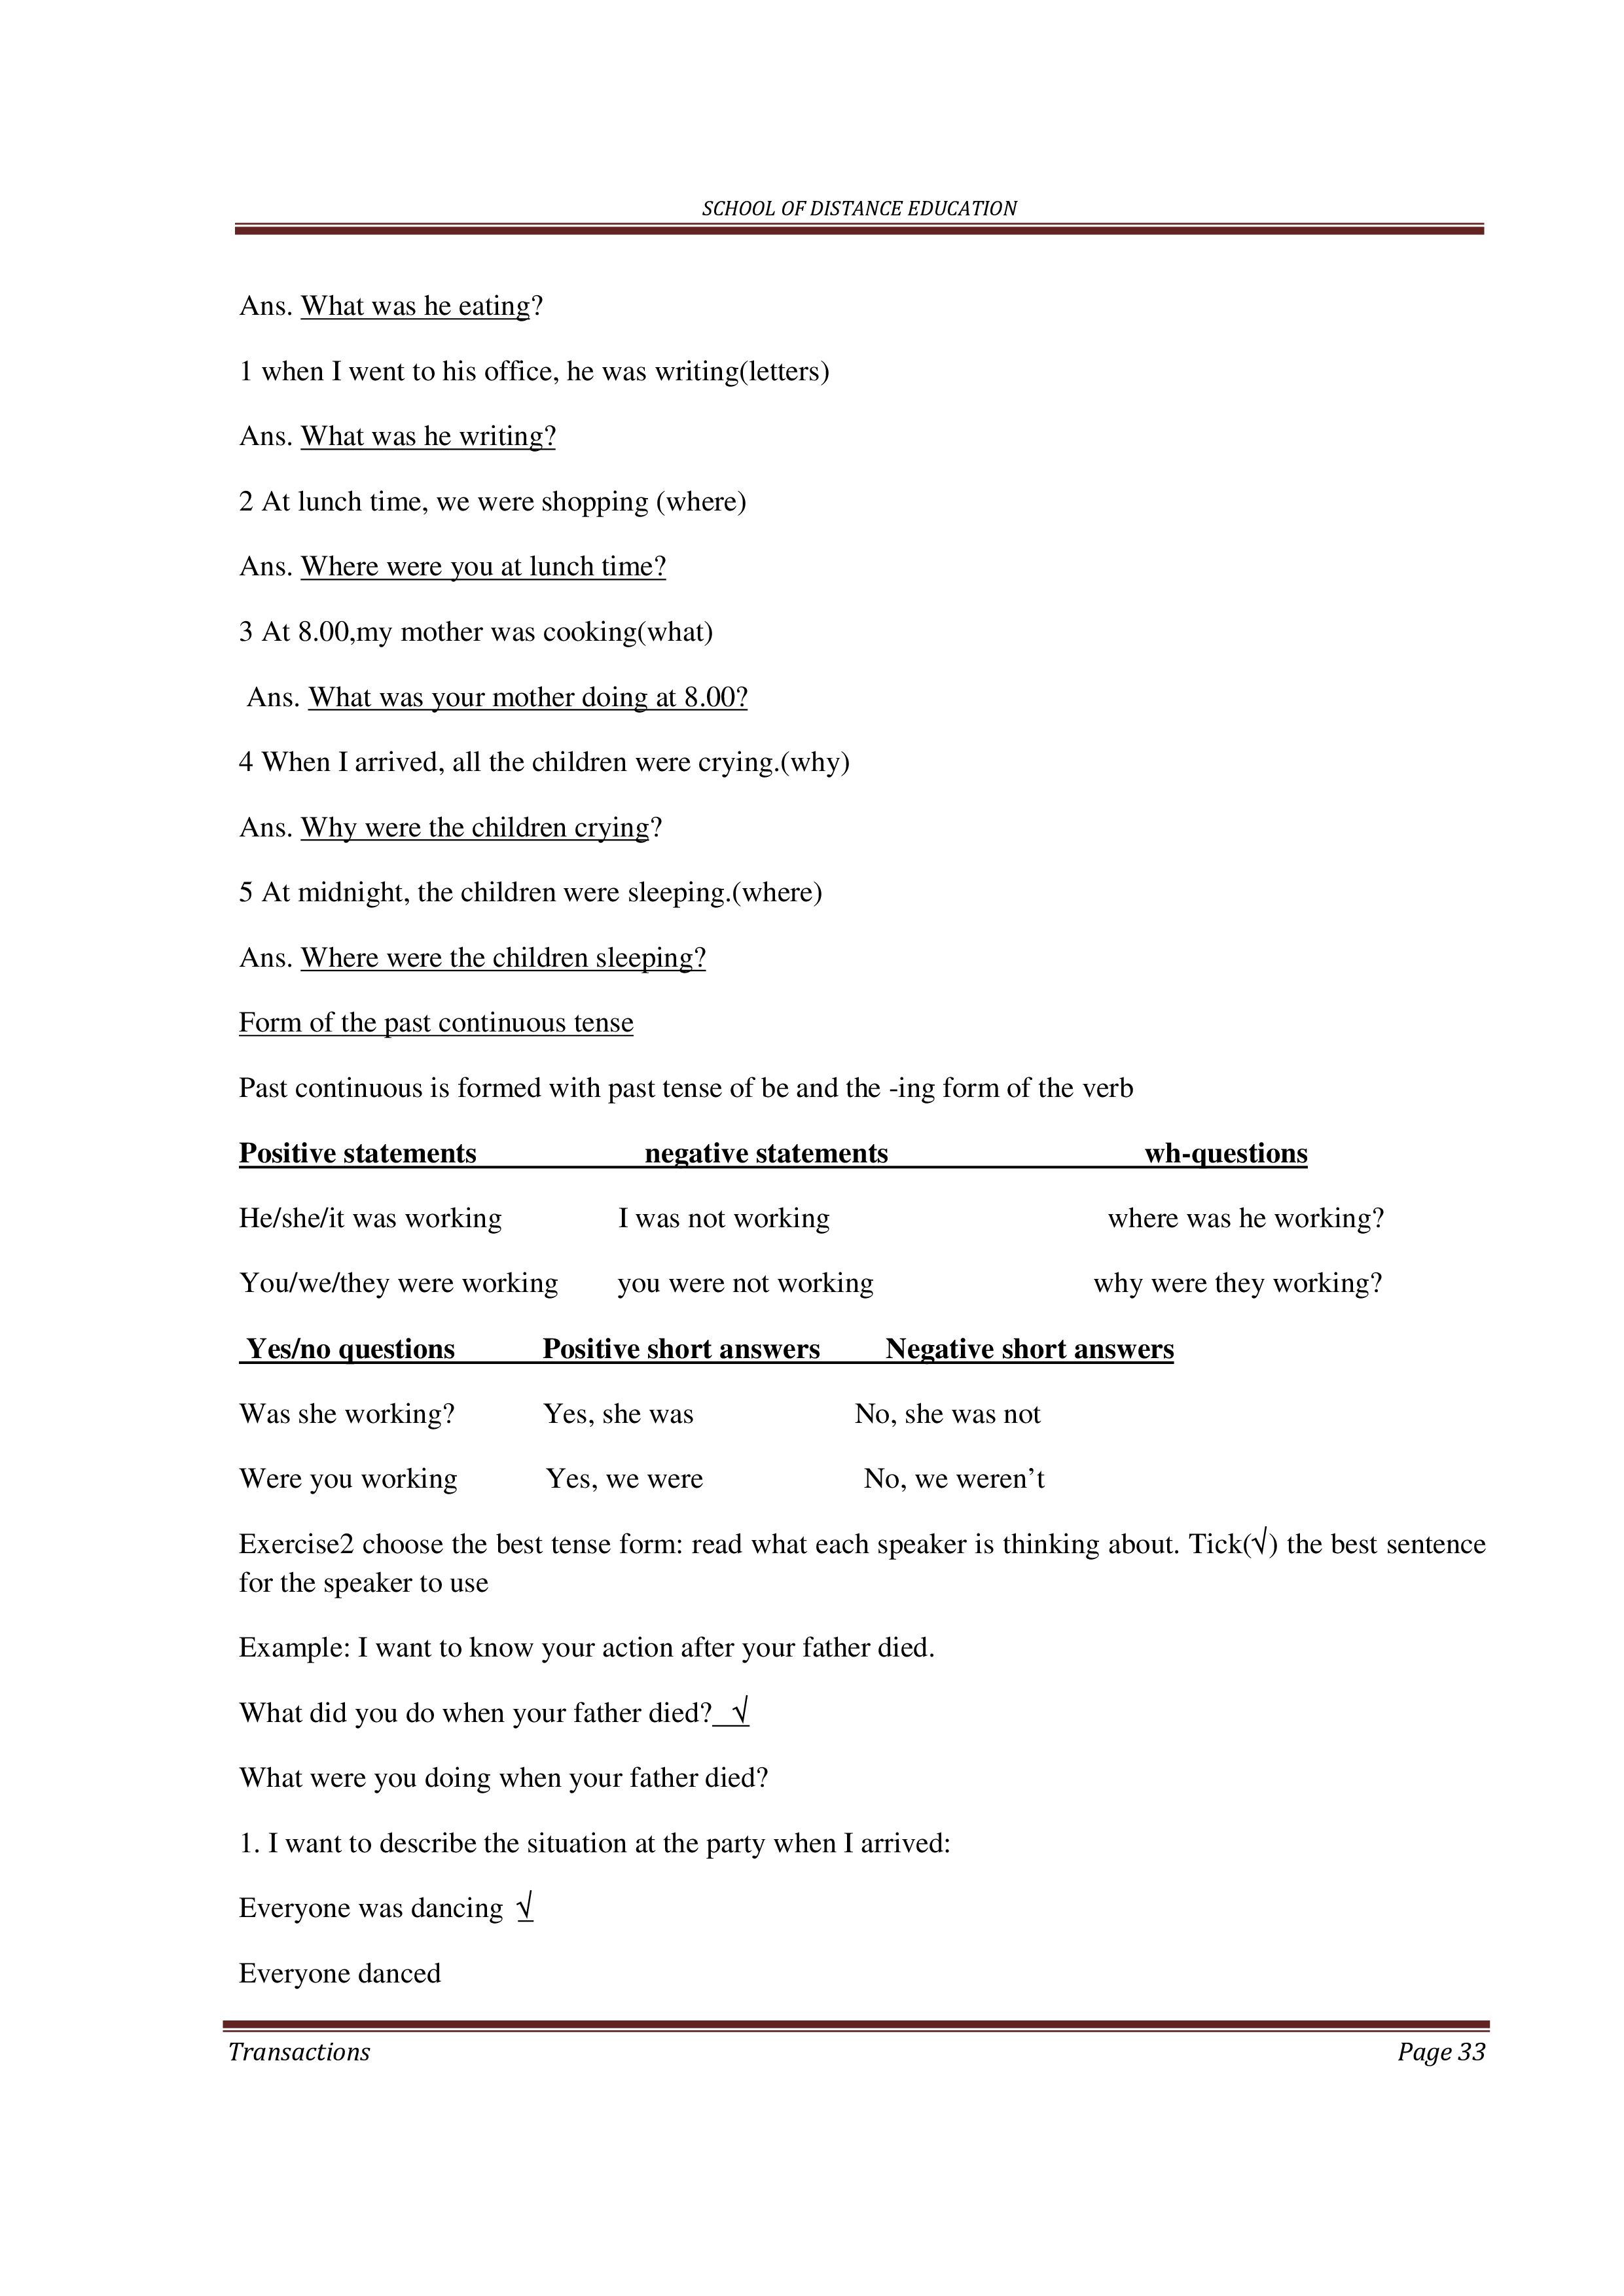 SCHOOL OF DISTANCE EDUCATION
Ans. What was he eating?
1 when I went to his office, he was writing(letters)
Ans. What was he writing?
2 At lunch time, we were shopping (where)
Ans. Where were you at lunch time?
3 At 8.00,my mother was cooking(what)
Ans. What was your mother doing at 8.00?
4 When I arrived, all the children were crying.(why)
Ans. Why were the children crying?
5 At midnight, the children were sleeping.(where)
Ans. Where were the children sleeping?
Form of the past continuous tense
Past continuous is formed with past tense of be and the -ing form of the verb
Positive statements negative statements wh-questions
He/she/it was working I was not working where was he working?
You/we/they were working you were not working why were they working?
Yes/no questions Positive short answers Negative short answers
Was she working? Yes, she was No, she was not
Were you working Yes, we were No, we weren’t
Exercise2 choose the best tense form: read what each speaker is thinking about. Tick(√) the best sentence
for the speaker to use
Example: I want to know your action after your father died.
What did you do when your father died? √
What were you doing when your father died?
1. I want to describe the situation at the party when I arrived:
Everyone was dancing √
Everyone danced
Transactions Page 33